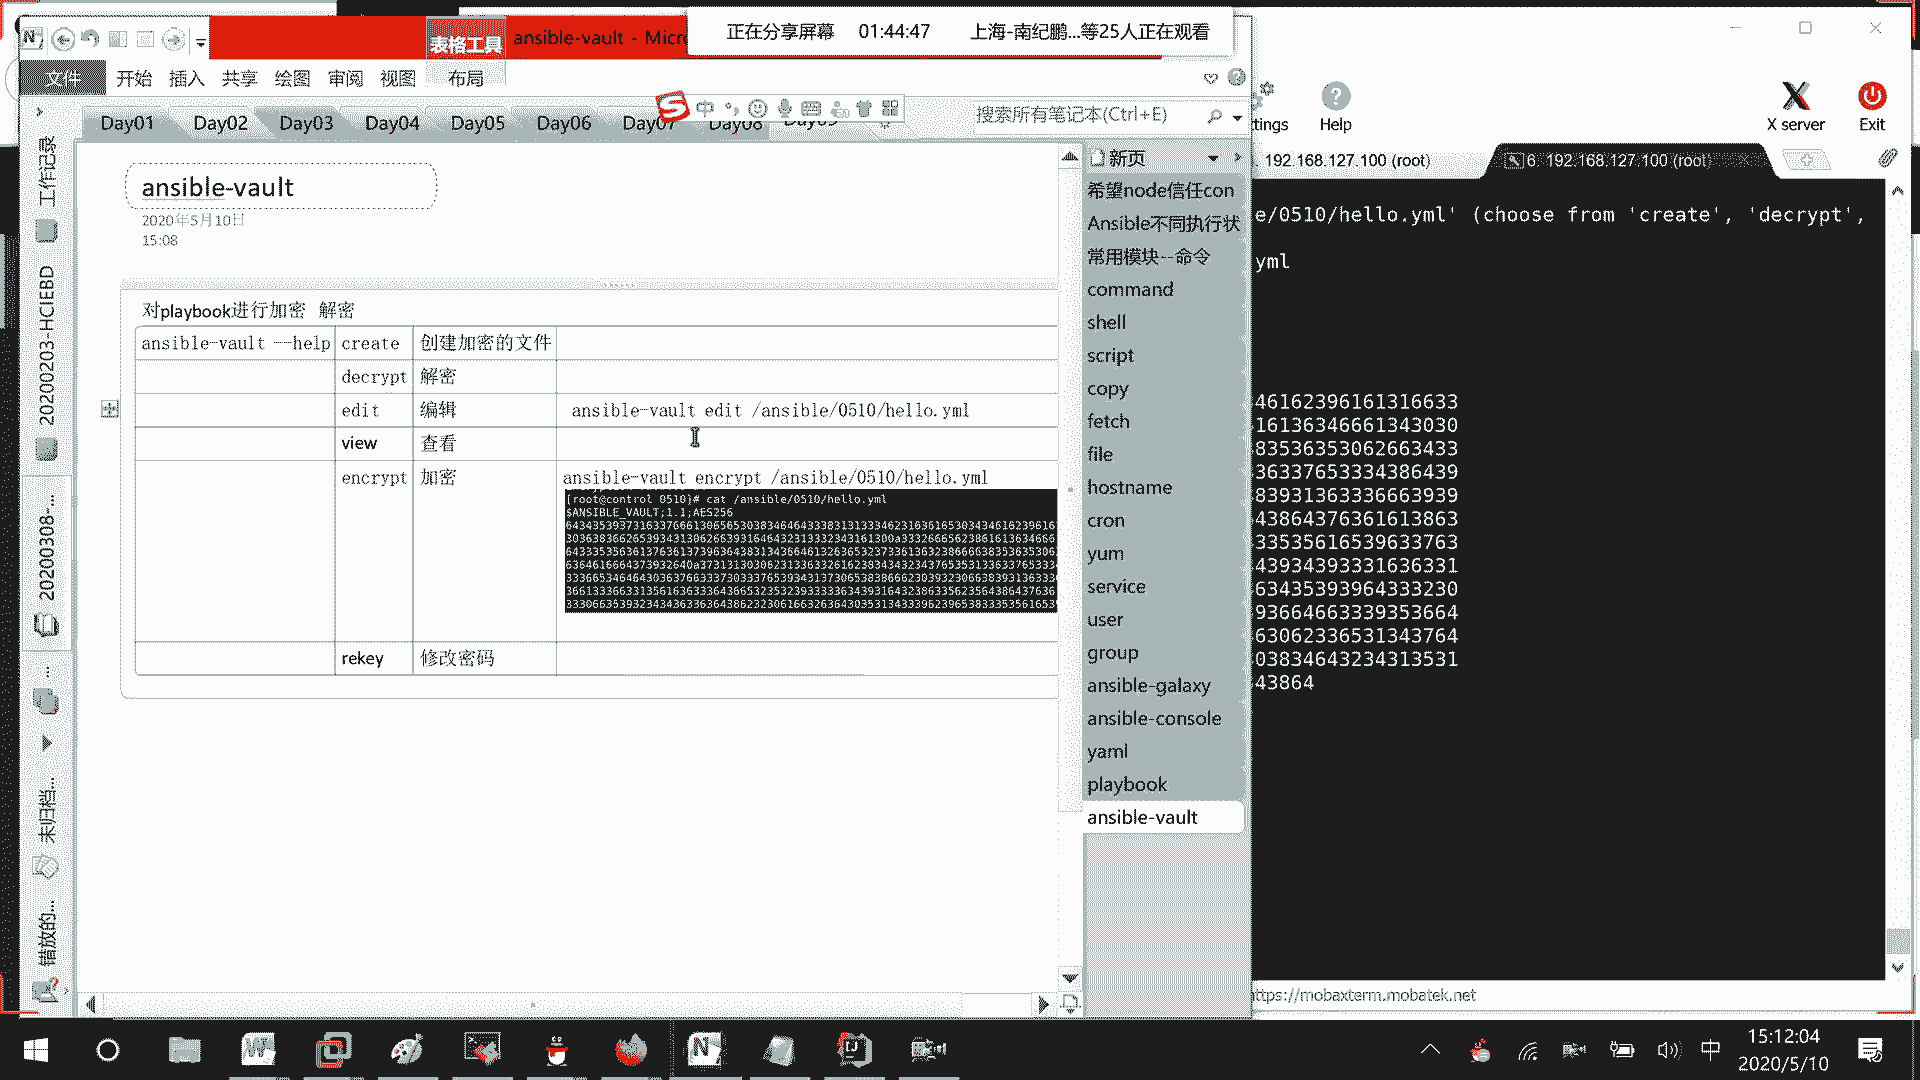 表格工具
ansible-vault - Micr
正在分享屏幕 01:44:47 上海-南纪鹏...等25人正在观看
文件 开始 插入 共享 绘图 审阅 视图 布局
中
Day01 Day02 Day03 Day04 Day05 Day06 Day07 Day08
搜索所有笔记本(Ctrl+E)
ttings Help X server Exit
工作记录
20200203-HCIEBD
20200308-...
...
未归档...
错放的...
ansible-vault
2020年5月10日
15:08
对playbook进行加密 解密
ansible-vault --help create 创建加密的文件
decrypt 解密
edit 编辑 ansible-vault edit /ansible/0510/hello.yml
view 查看
encrypt 加密 ansible-vault encrypt /ansible/0510/hello.yml
[root@control 0510]# cat /ansible/0510/hello.yml
$ANSIBLE_VAULT;1.1;AES256
rekey 修改密码
新页
希望node信任con
Ansible不同执行状
常用模块--命令
command
shell
script
copy
fetch
file
hostname
cron
yum
service
user
group
ansible-galaxy
ansible-console
yaml
playbook
ansible-vault
. 192.168.127.100 (root) 6. 192.168.127.100 (root)
e/0510/hello.yml' (choose from 'create', 'decrypt',
yml
46162396161316633
6136346661343030
83536353062663433
36337653334386439
83931363336663939
43864376361613863
33535616539633763
43934393331636331
63435393964333230
93664663339353664
63062336531343764
03834643234313531
43864
https://mobaxterm.mobatek.net
中
15:12:04
2020/5/10